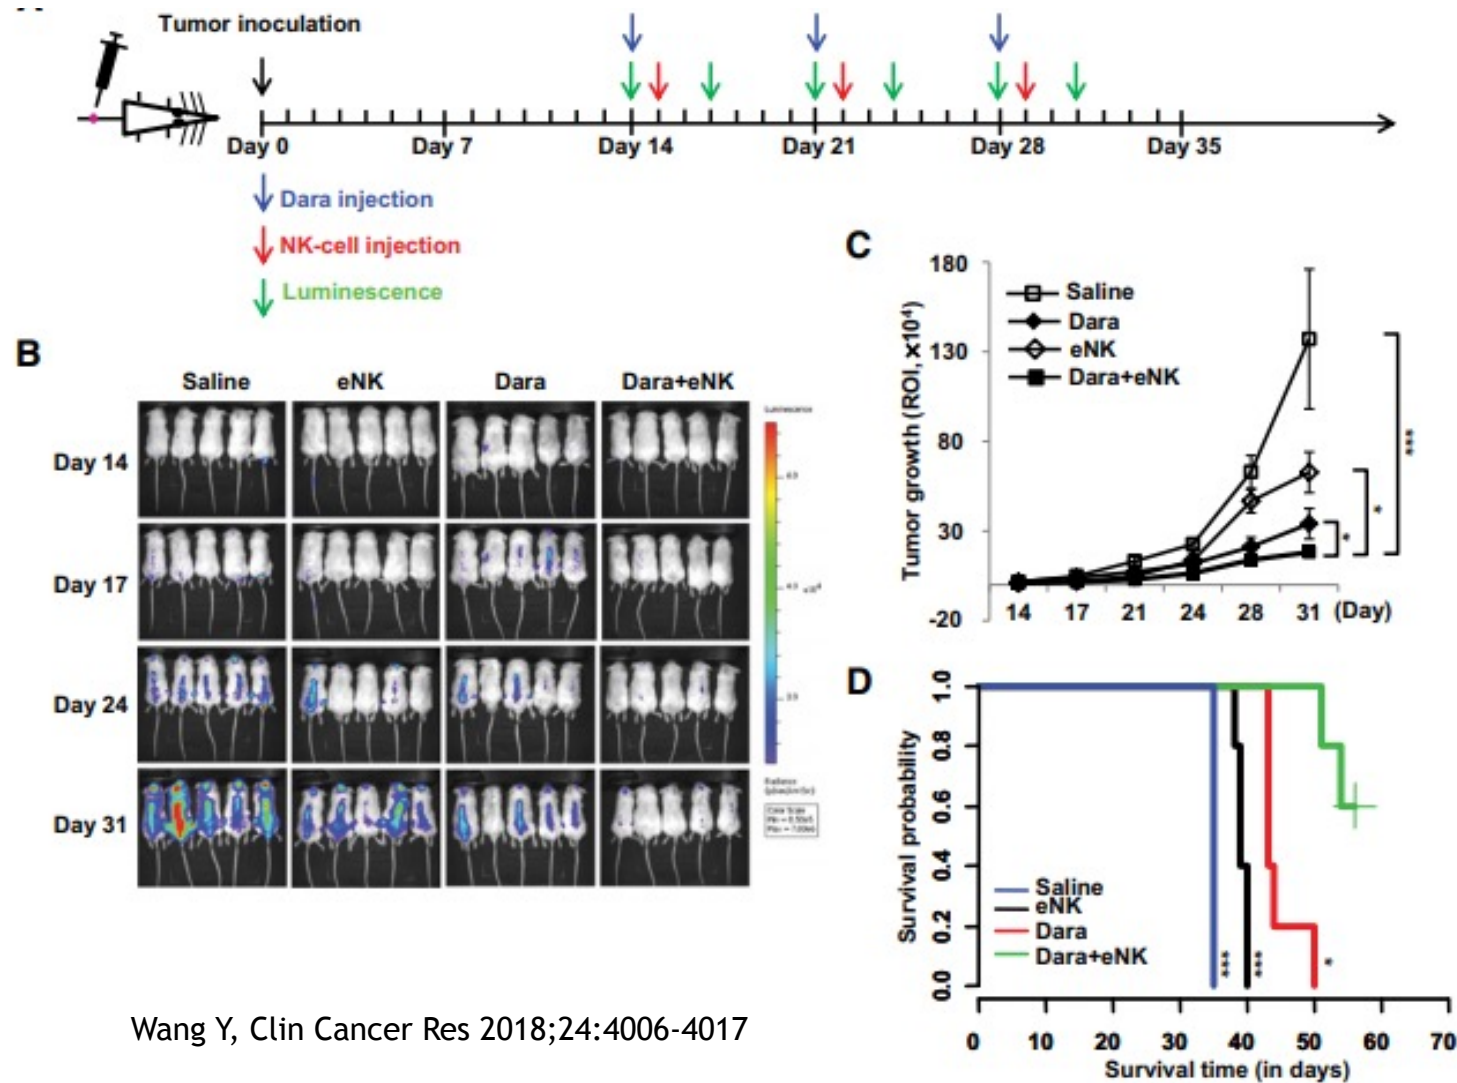 Tumor inoculation
Day 0 Day 7 Day 14 Day 21 Day 28 Day 35
Dara injection
NK-cell injection
Luminescence
B
Saline eNK Dara Dara+eNK
Day 14
Day 17
Day 24
Day 31
Luminescence
C
180
130
80
30
-20
Tumor growth (ROI, ×10⁴)
Saline
Dara
eNK
Dara+eNK
***
*
*
14 17 21 24 28 31 (Day)
D
1.0
0.8
0.6
0.4
0.2
0.0
Survival probability
Saline
eNK
Dara
Dara+eNK
***
***
*
0 10 20 30 40 50 60 70
Survival time (in days)
Wang Y, Clin Cancer Res 2018;24:4006-4017